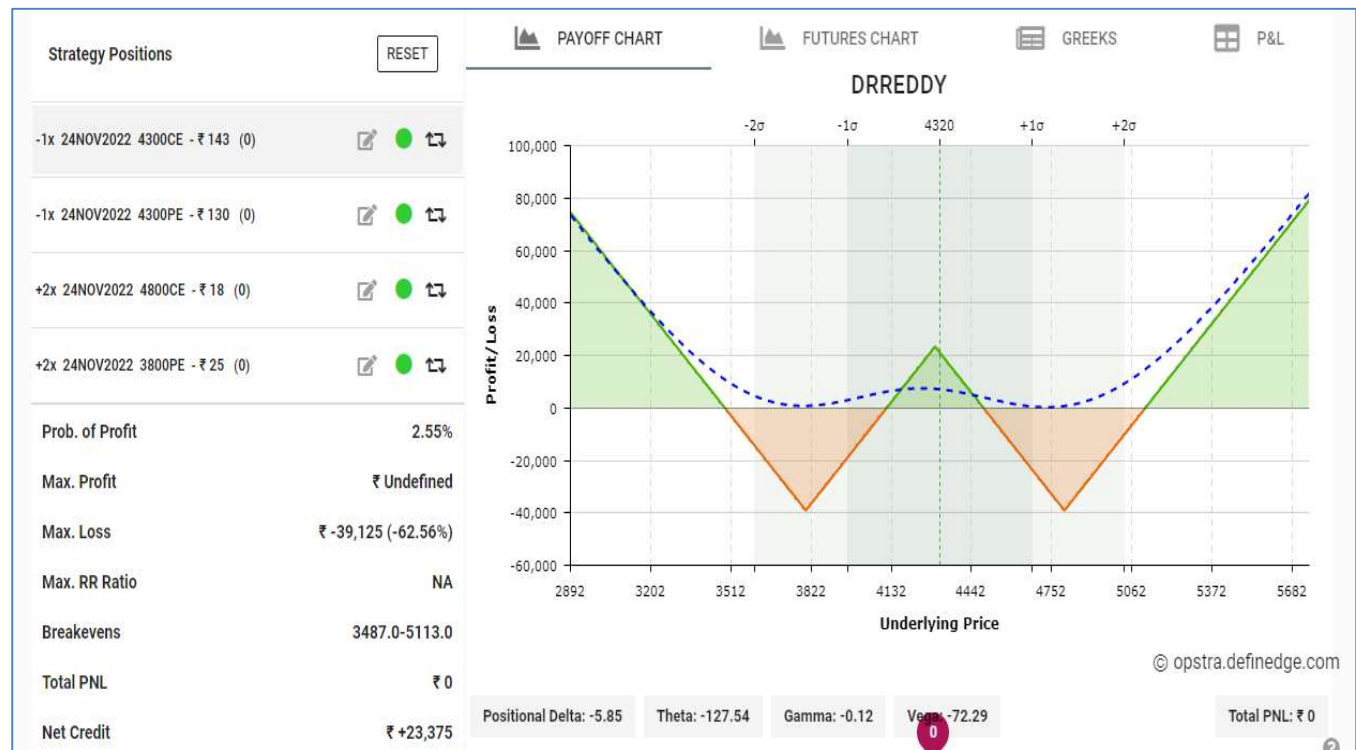 Strategy Positions
RESET
-1x 24NOV2022 4300CE - ₹ 143 (0)
-1x 24NOV2022 4300PE - ₹ 130 (0)
+2x 24NOV2022 4800CE - ₹ 18 (0)
+2x 24NOV2022 3800PE - ₹ 25 (0)
Prob. of Profit 2.55%
Max. Profit ₹ Undefined
Max. Loss ₹ -39,125 (-62.56%)
Max. RR Ratio NA
Breakevens 3487.0-5113.0
Total PNL ₹ 0
Net Credit ₹ +23,375
PAYOFF CHART FUTURES CHART GREEKS P&L
DRREDDY
-2σ -1σ 4320 +1σ +2σ
100,000
80,000
60,000
40,000
20,000
0
-20,000
-40,000
-60,000
Profit/Loss
2892 3202 3512 3822 4132 4442 4752 5062 5372 5682
Underlying Price
© opstra.definedge.com
Positional Delta: -5.85 Theta: -127.54 Gamma: -0.12 Vega: -72.29 Total PNL: ₹ 0
0
?